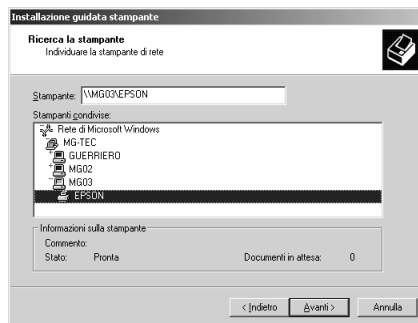 Installazione guidata stampante
Ricerca la stampante
Individuare la stampante di rete
Stampante: \\MG03\EPSON
Stampanti condivise:
Rete di Microsoft Windows
MG-TEC
GUERRIERO
MG02
MG03
EPSON
Informazioni sulla stampante
Commento:
Stato: Pronta Documenti in attesa: 0
< Indietro Avanti > Annulla